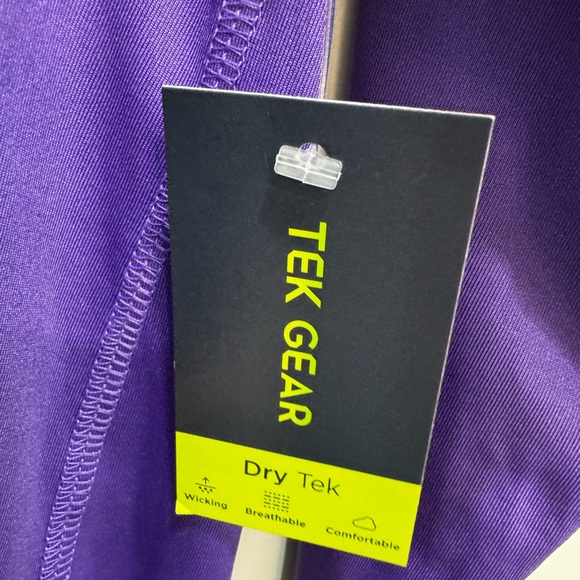 TEK GEAR
Dry Tek
Wicking
Breathable
Comfortable